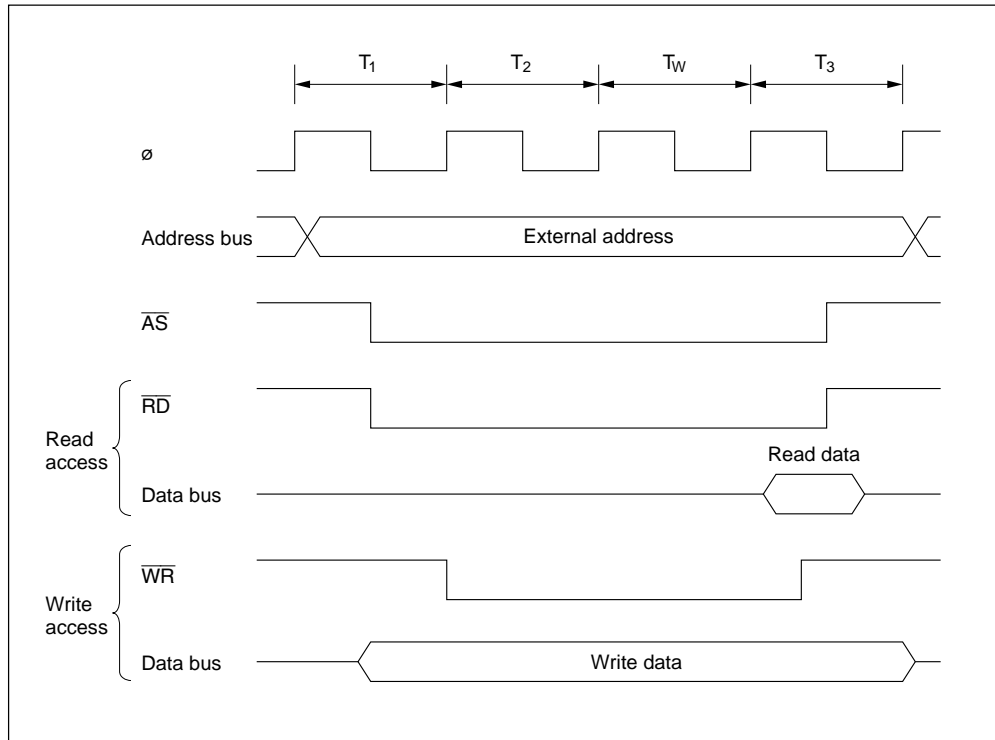 T1 T2 TW T3
ø
Address bus External address
AS
Read access
RD
Read data
Data bus
Write access
WR
Data bus Write data